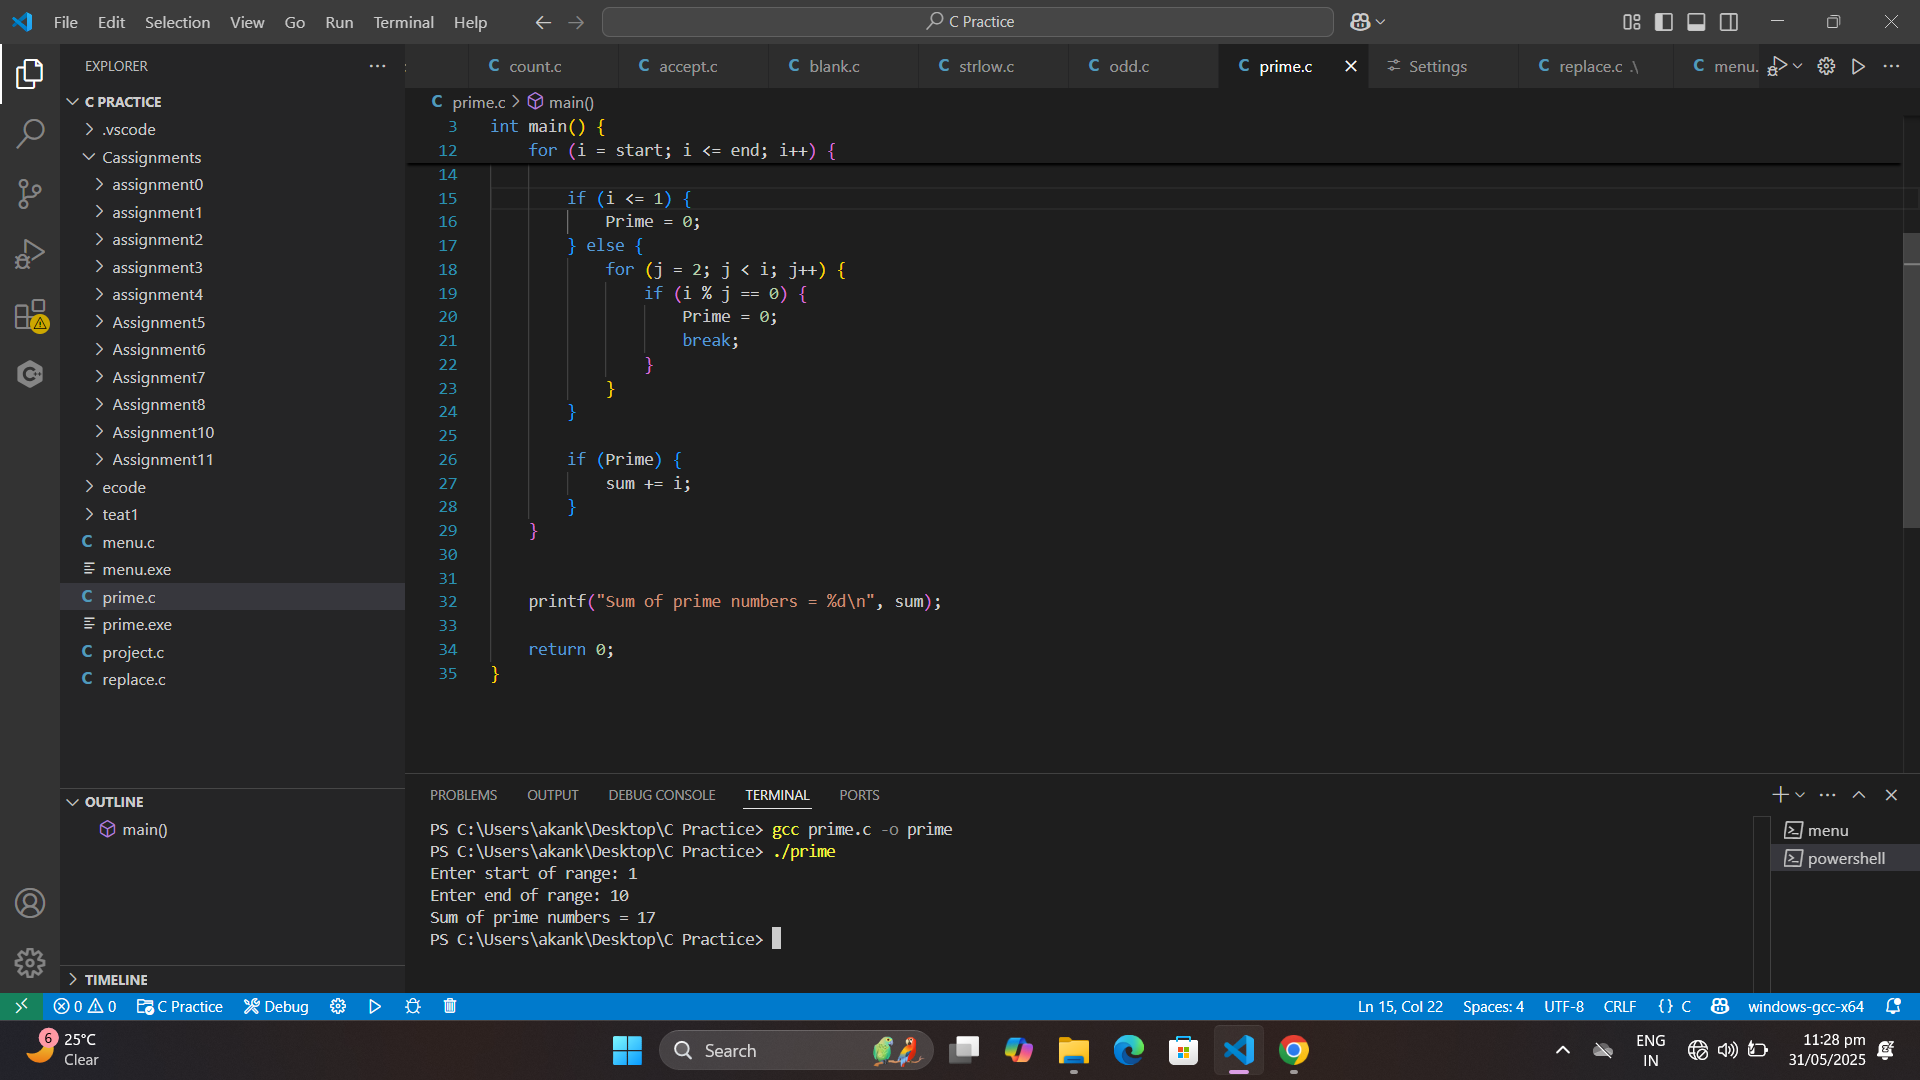 File Edit Selection View Go Run Terminal Help
C Practice
EXPLORER
C count.c
C accept.c
C blank.c
C strlow.c
C odd.c
C prime.c
Settings
C replace.c .\
C menu.
C PRACTICE
.vscode
Cassignments
assignment0
assignment1
assignment2
assignment3
assignment4
Assignment5
Assignment6
Assignment7
Assignment8
Assignment10
Assignment11
ecode
teat1
C menu.c
menu.exe
C prime.c
prime.exe
C project.c
C replace.c
OUTLINE
main()
TIMELINE
C prime.c > main()
3 int main() {
12 for (i = start; i <= end; i++) {
14
15 if (i <= 1) {
16 Prime = 0;
17 } else {
18 for (j = 2; j < i; j++) {
19 if (i % j == 0) {
20 Prime = 0;
21 break;
22 }
23 }
24 }
25
26 if (Prime) {
27 sum += i;
28 }
29 }
30
31
32 printf("Sum of prime numbers = %d\n", sum);
33
34 return 0;
35 }
PROBLEMS OUTPUT DEBUG CONSOLE TERMINAL PORTS
PS C:\Users\akank\Desktop\C Practice> gcc prime.c -o prime
PS C:\Users\akank\Desktop\C Practice> ./prime
Enter start of range: 1
Enter end of range: 10
Sum of prime numbers = 17
PS C:\Users\akank\Desktop\C Practice>
menu
powershell
0 0 C Practice Debug
Ln 15, Col 22 Spaces: 4 UTF-8 CRLF {} C windows-gcc-x64
6
25°C
Clear
Search
ENG
IN
11:28 pm
31/05/2025